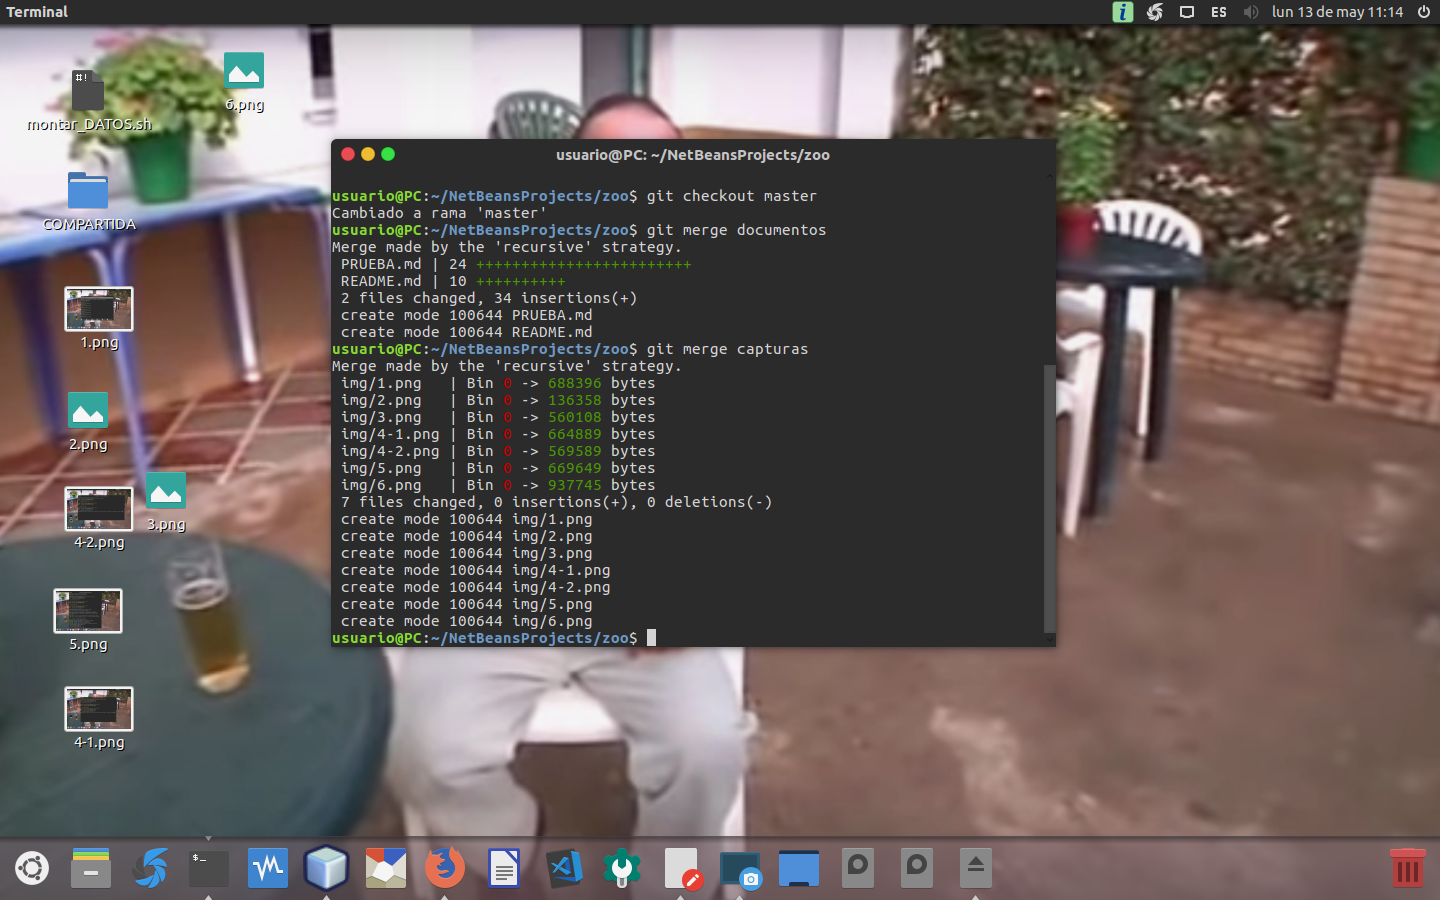 Terminal
ES
lun 13 de may 11:14
#!
montar_DATOS.sh
6.png
COMPARTIDA
1.png
2.png
3.png
4-2.png
5.png
4-1.png
usuario@PC: ~/NetBeansProjects/zoo
usuario@PC:~/NetBeansProjects/zoo$ git checkout master
Cambiado a rama 'master'
usuario@PC:~/NetBeansProjects/zoo$ git merge documentos
Merge made by the 'recursive' strategy.
PRUEBA.md | 24 ++++++++++++++++++++++++
README.md | 10 ++++++++++
2 files changed, 34 insertions(+)
create mode 100644 PRUEBA.md
create mode 100644 README.md
usuario@PC:~/NetBeansProjects/zoo$ git merge capturas
Merge made by the 'recursive' strategy.
img/1.png   | Bin 0 -> 688396 bytes
img/2.png   | Bin 0 -> 136358 bytes
img/3.png   | Bin 0 -> 560108 bytes
img/4-1.png | Bin 0 -> 664889 bytes
img/4-2.png | Bin 0 -> 569589 bytes
img/5.png   | Bin 0 -> 669649 bytes
img/6.png   | Bin 0 -> 937745 bytes
7 files changed, 0 insertions(+), 0 deletions(-)
create mode 100644 img/1.png
create mode 100644 img/2.png
create mode 100644 img/3.png
create mode 100644 img/4-1.png
create mode 100644 img/4-2.png
create mode 100644 img/5.png
create mode 100644 img/6.png
usuario@PC:~/NetBeansProjects/zoo$
$_